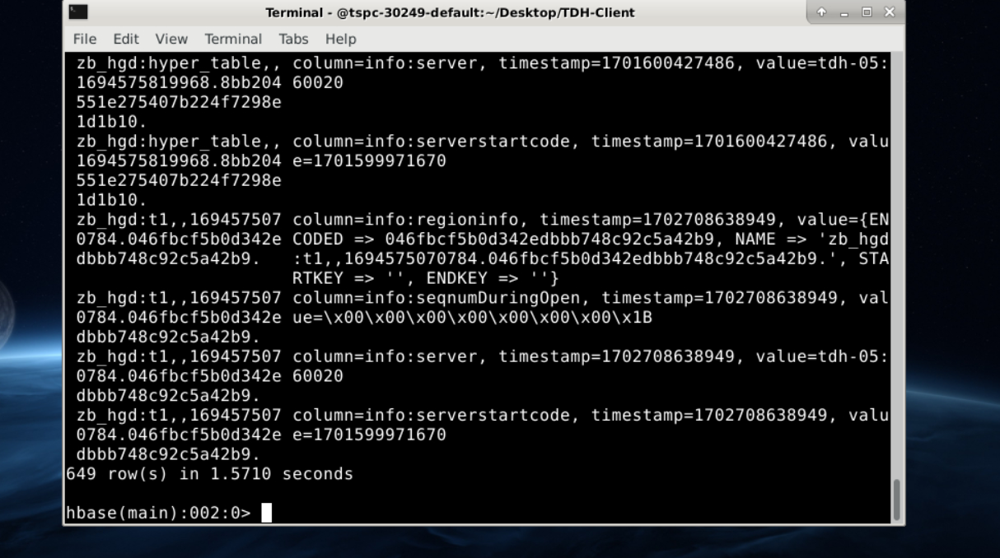 Terminal - @tspc-30249-default:~/Desktop/TDH-Client
File Edit View Terminal Tabs Help
zb_hgd:hyper_table,, column=info:server, timestamp=1701600427486, value=tdh-05:
1694575819968.8bb204 60020
551e275407b224f7298e
1d1b10.
zb_hgd:hyper_table,, column=info:serverstartcode, timestamp=1701600427486, valu
1694575819968.8bb204 e=1701599971670
551e275407b224f7298e
1d1b10.
zb_hgd:t1,,169457507 column=info:regioninfo, timestamp=1702708638949, value={EN
0784.046fbcf5b0d342e CODED => 046fbcf5b0d342edbbb748c92c5a42b9, NAME => 'zb_hgd
dbbb748c92c5a42b9. :t1,,1694575070784.046fbcf5b0d342edbbb748c92c5a42b9.', STA
RTKEY => '', ENDKEY => ''}
zb_hgd:t1,,169457507 column=info:seqnumDuringOpen, timestamp=1702708638949, val
0784.046fbcf5b0d342e ue=\x00\x00\x00\x00\x00\x00\x00\x1B
dbbb748c92c5a42b9.
zb_hgd:t1,,169457507 column=info:server, timestamp=1702708638949, value=tdh-05:
0784.046fbcf5b0d342e 60020
dbbb748c92c5a42b9.
zb_hgd:t1,,169457507 column=info:serverstartcode, timestamp=1702708638949, valu
0784.046fbcf5b0d342e e=1701599971670
dbbb748c92c5a42b9.
649 row(s) in 1.5710 seconds
hbase(main):002:0>